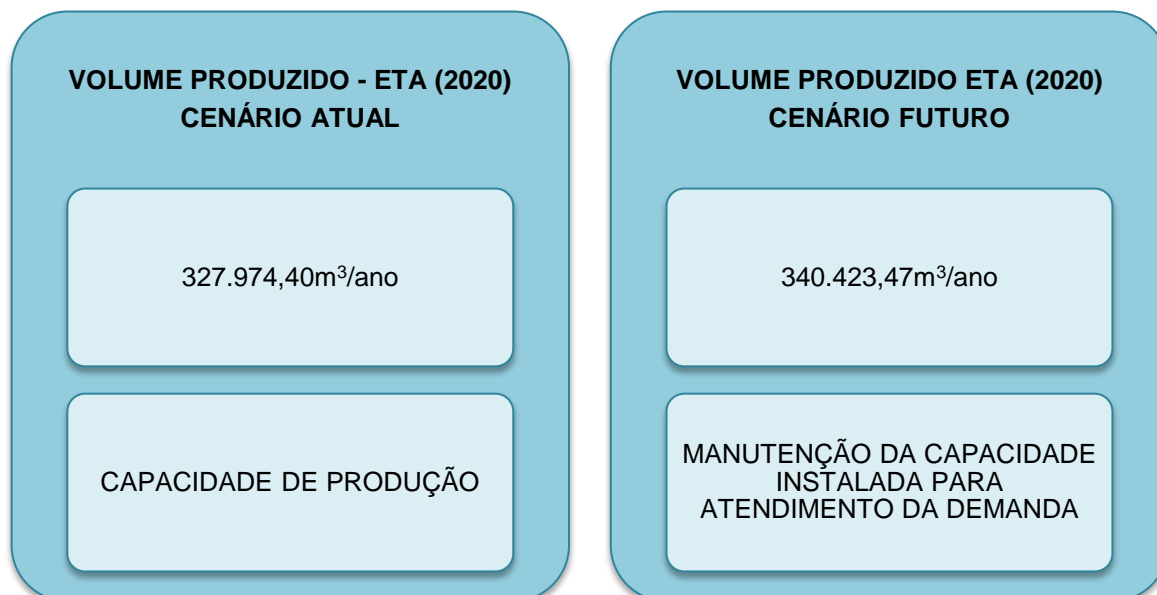 VOLUME PRODUZIDO - ETA (2020)
CENÁRIO ATUAL
327.974,40m³/ano
CAPACIDADE DE PRODUÇÃO
VOLUME PRODUZIDO ETA (2020)
CENÁRIO FUTURO
340.423,47m³/ano
MANUTENÇÃO DA CAPACIDADE
INSTALADA PARA
ATENDIMENTO DA DEMANDA